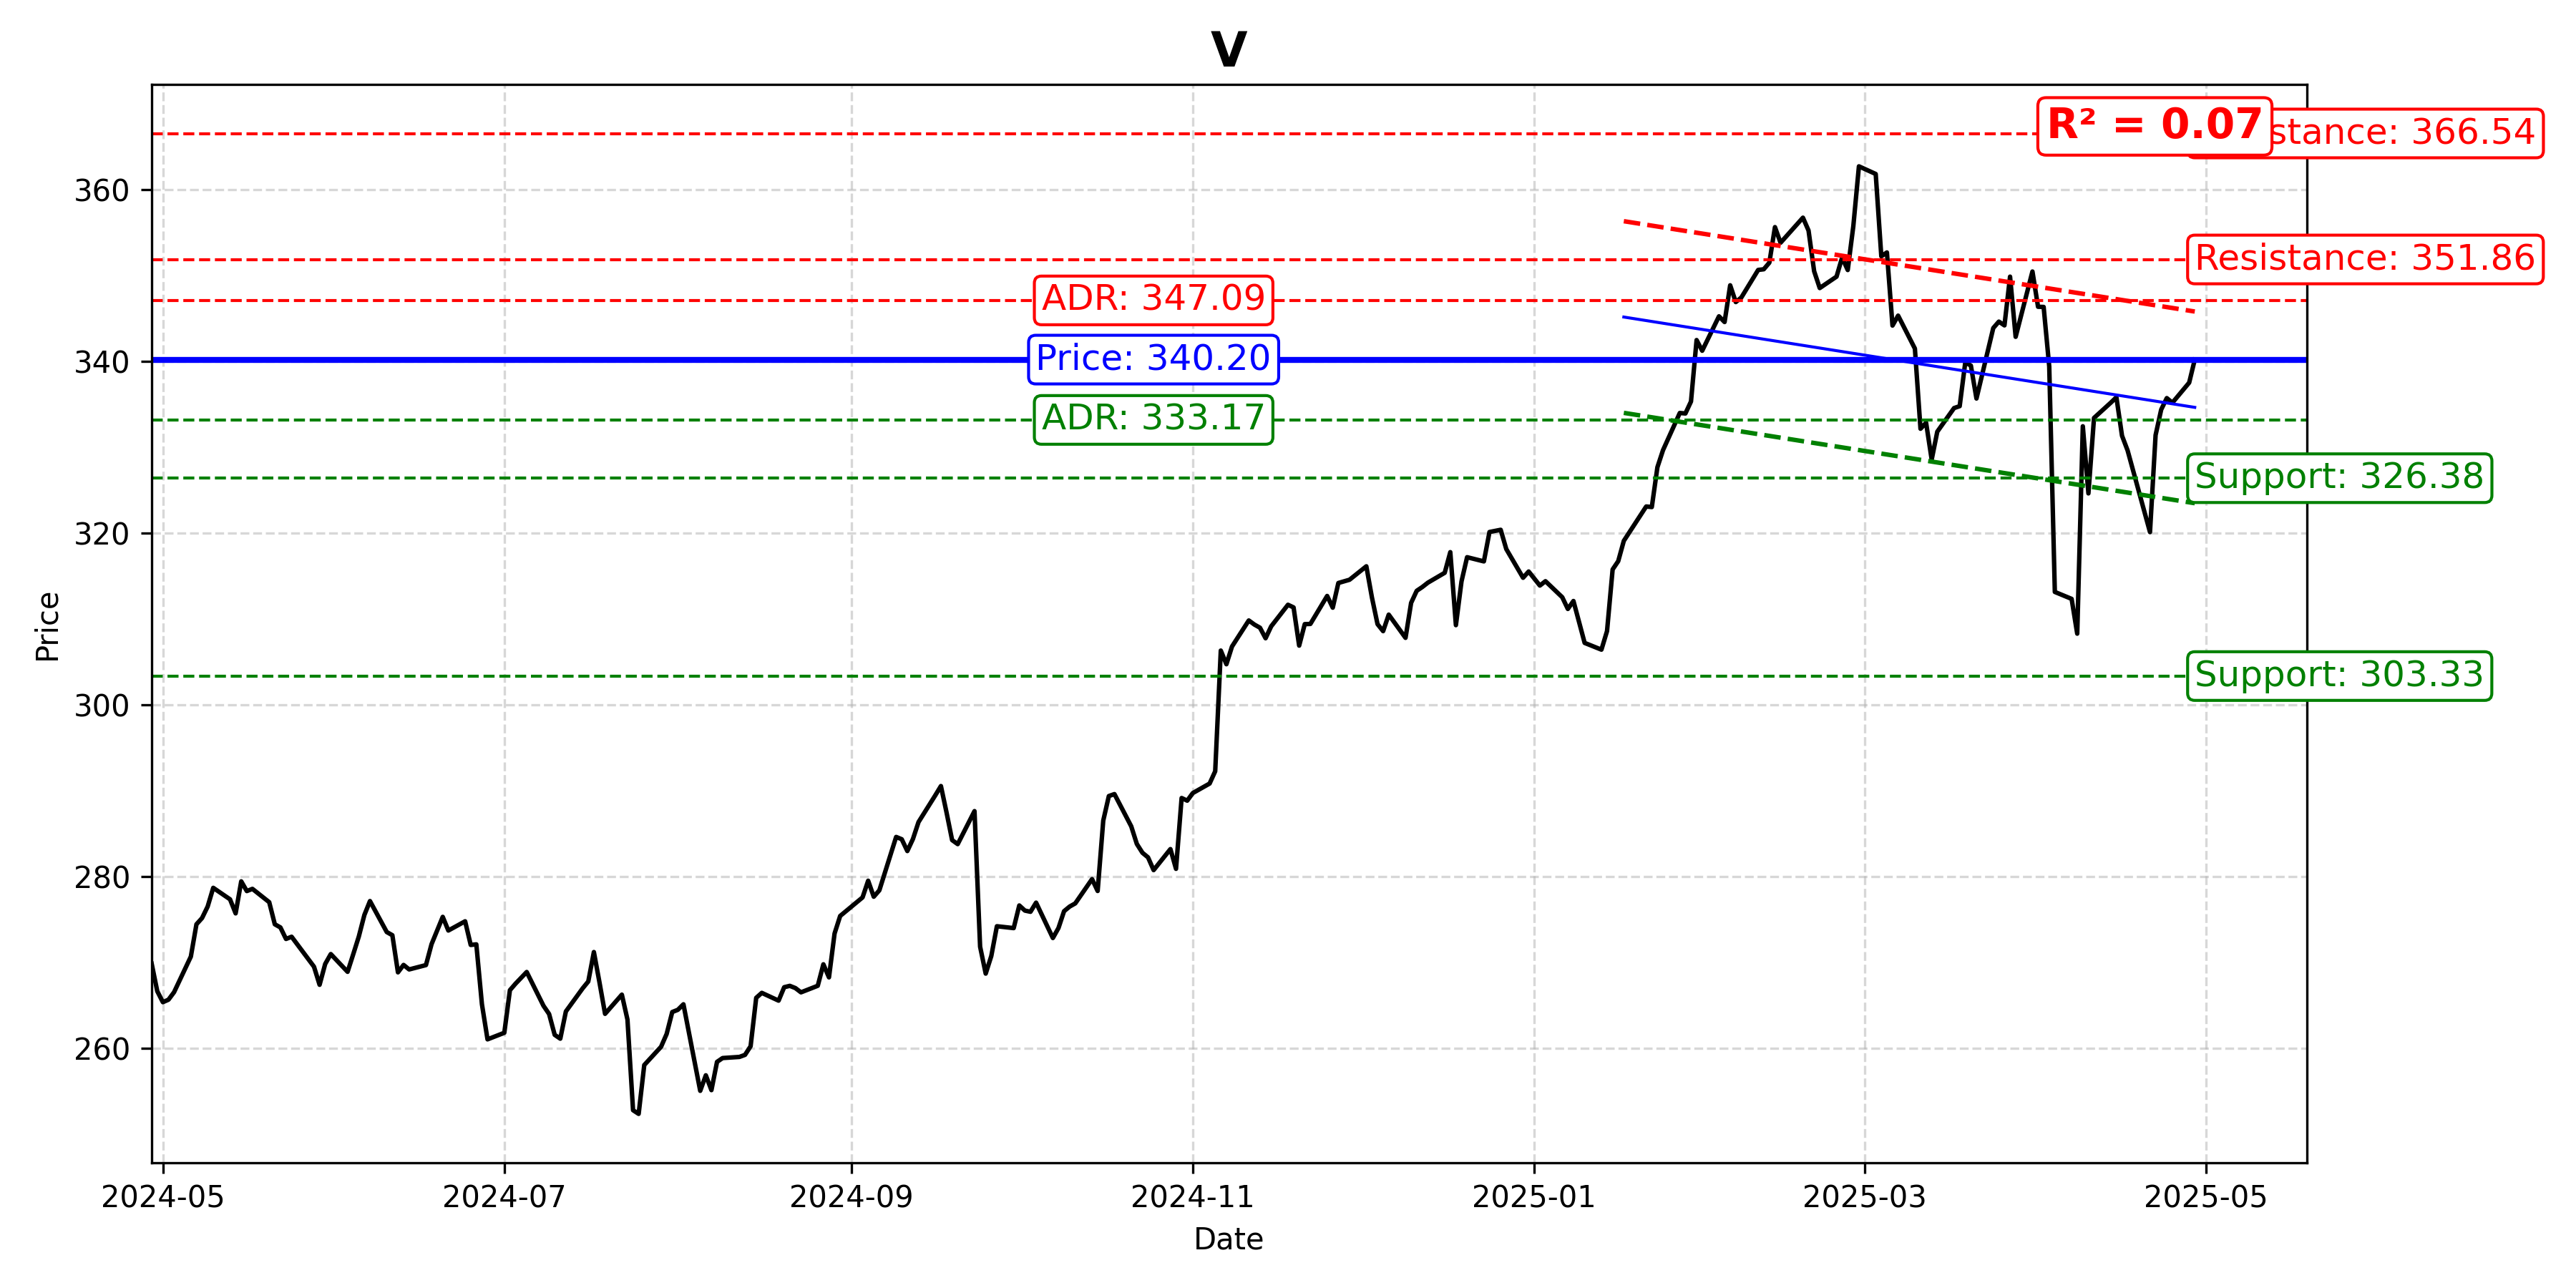 V
R² = 0.07
stance: 366.54
360
Resistance: 351.86
ADR: 347.09
340
Price: 340.20
ADR: 333.17
Support: 326.38
320
Support: 303.33
300
280
260
Price
2024-05 2024-07 2024-09 2024-11 2025-01 2025-03 2025-05
Date